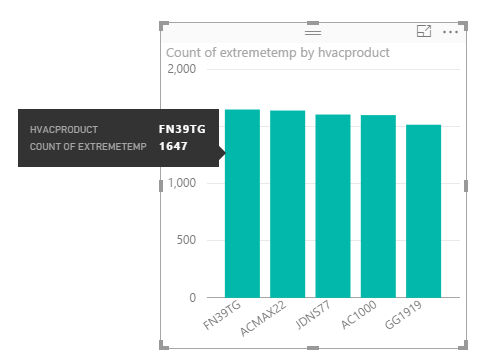 Count of extremetemp by hvacproduct
2,000
HVACPRODUCT FN39TG
COUNT OF EXTREMETEMP 1647
1,000
500
0
FN39TG
ACMAX22
JDNS77
AC1000
GG1919